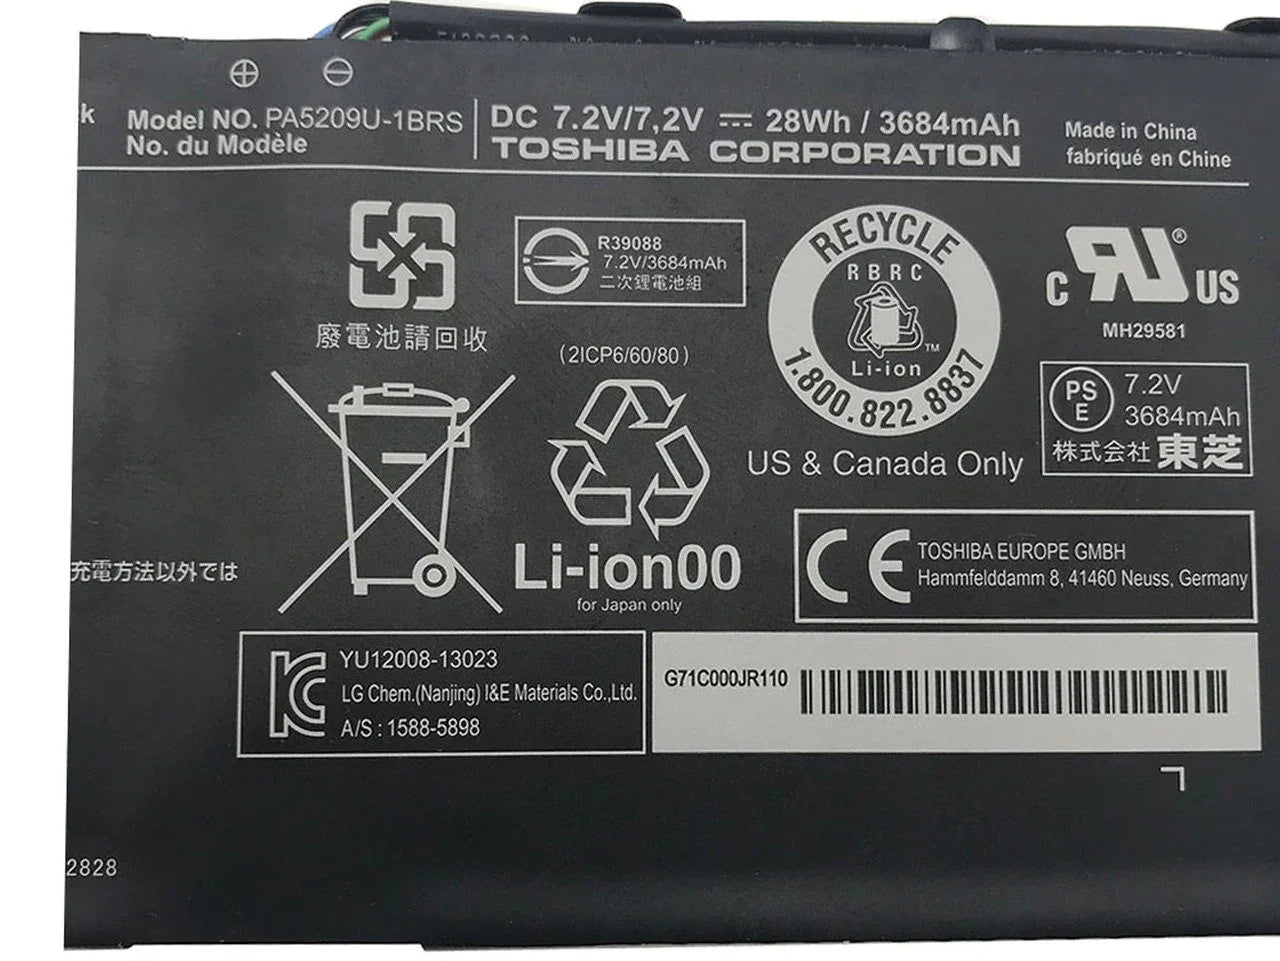 ck
Model NO. PA5209U-1BRS
No. du Modèle
DC 7.2V/7,2V ⎓ 28Wh / 3684mAh
TOSHIBA CORPORATION
Made in China
fabriqué en Chine
廢電池請回收
R39088
7.2V/3684mAh
二次鋰電池組
RECYCLE
RBRC
Li-ion
TM
1.800.822.8837
US & Canada Only
c RU ® US
MH29581
(2ICP6/60/80)
Li-ion00
for Japan only
PS
E
7.2V
3684mAh
株式会社 東芝
充電方法以外では
CE
TOSHIBA EUROPE GMBH
Hammfelddamm 8, 41460 Neuss, Germany
YU12008-13023
LG Chem.(Nanjing) I&E Materials Co.,Ltd.
A/S : 1588-5898
G71C000JR110
2828